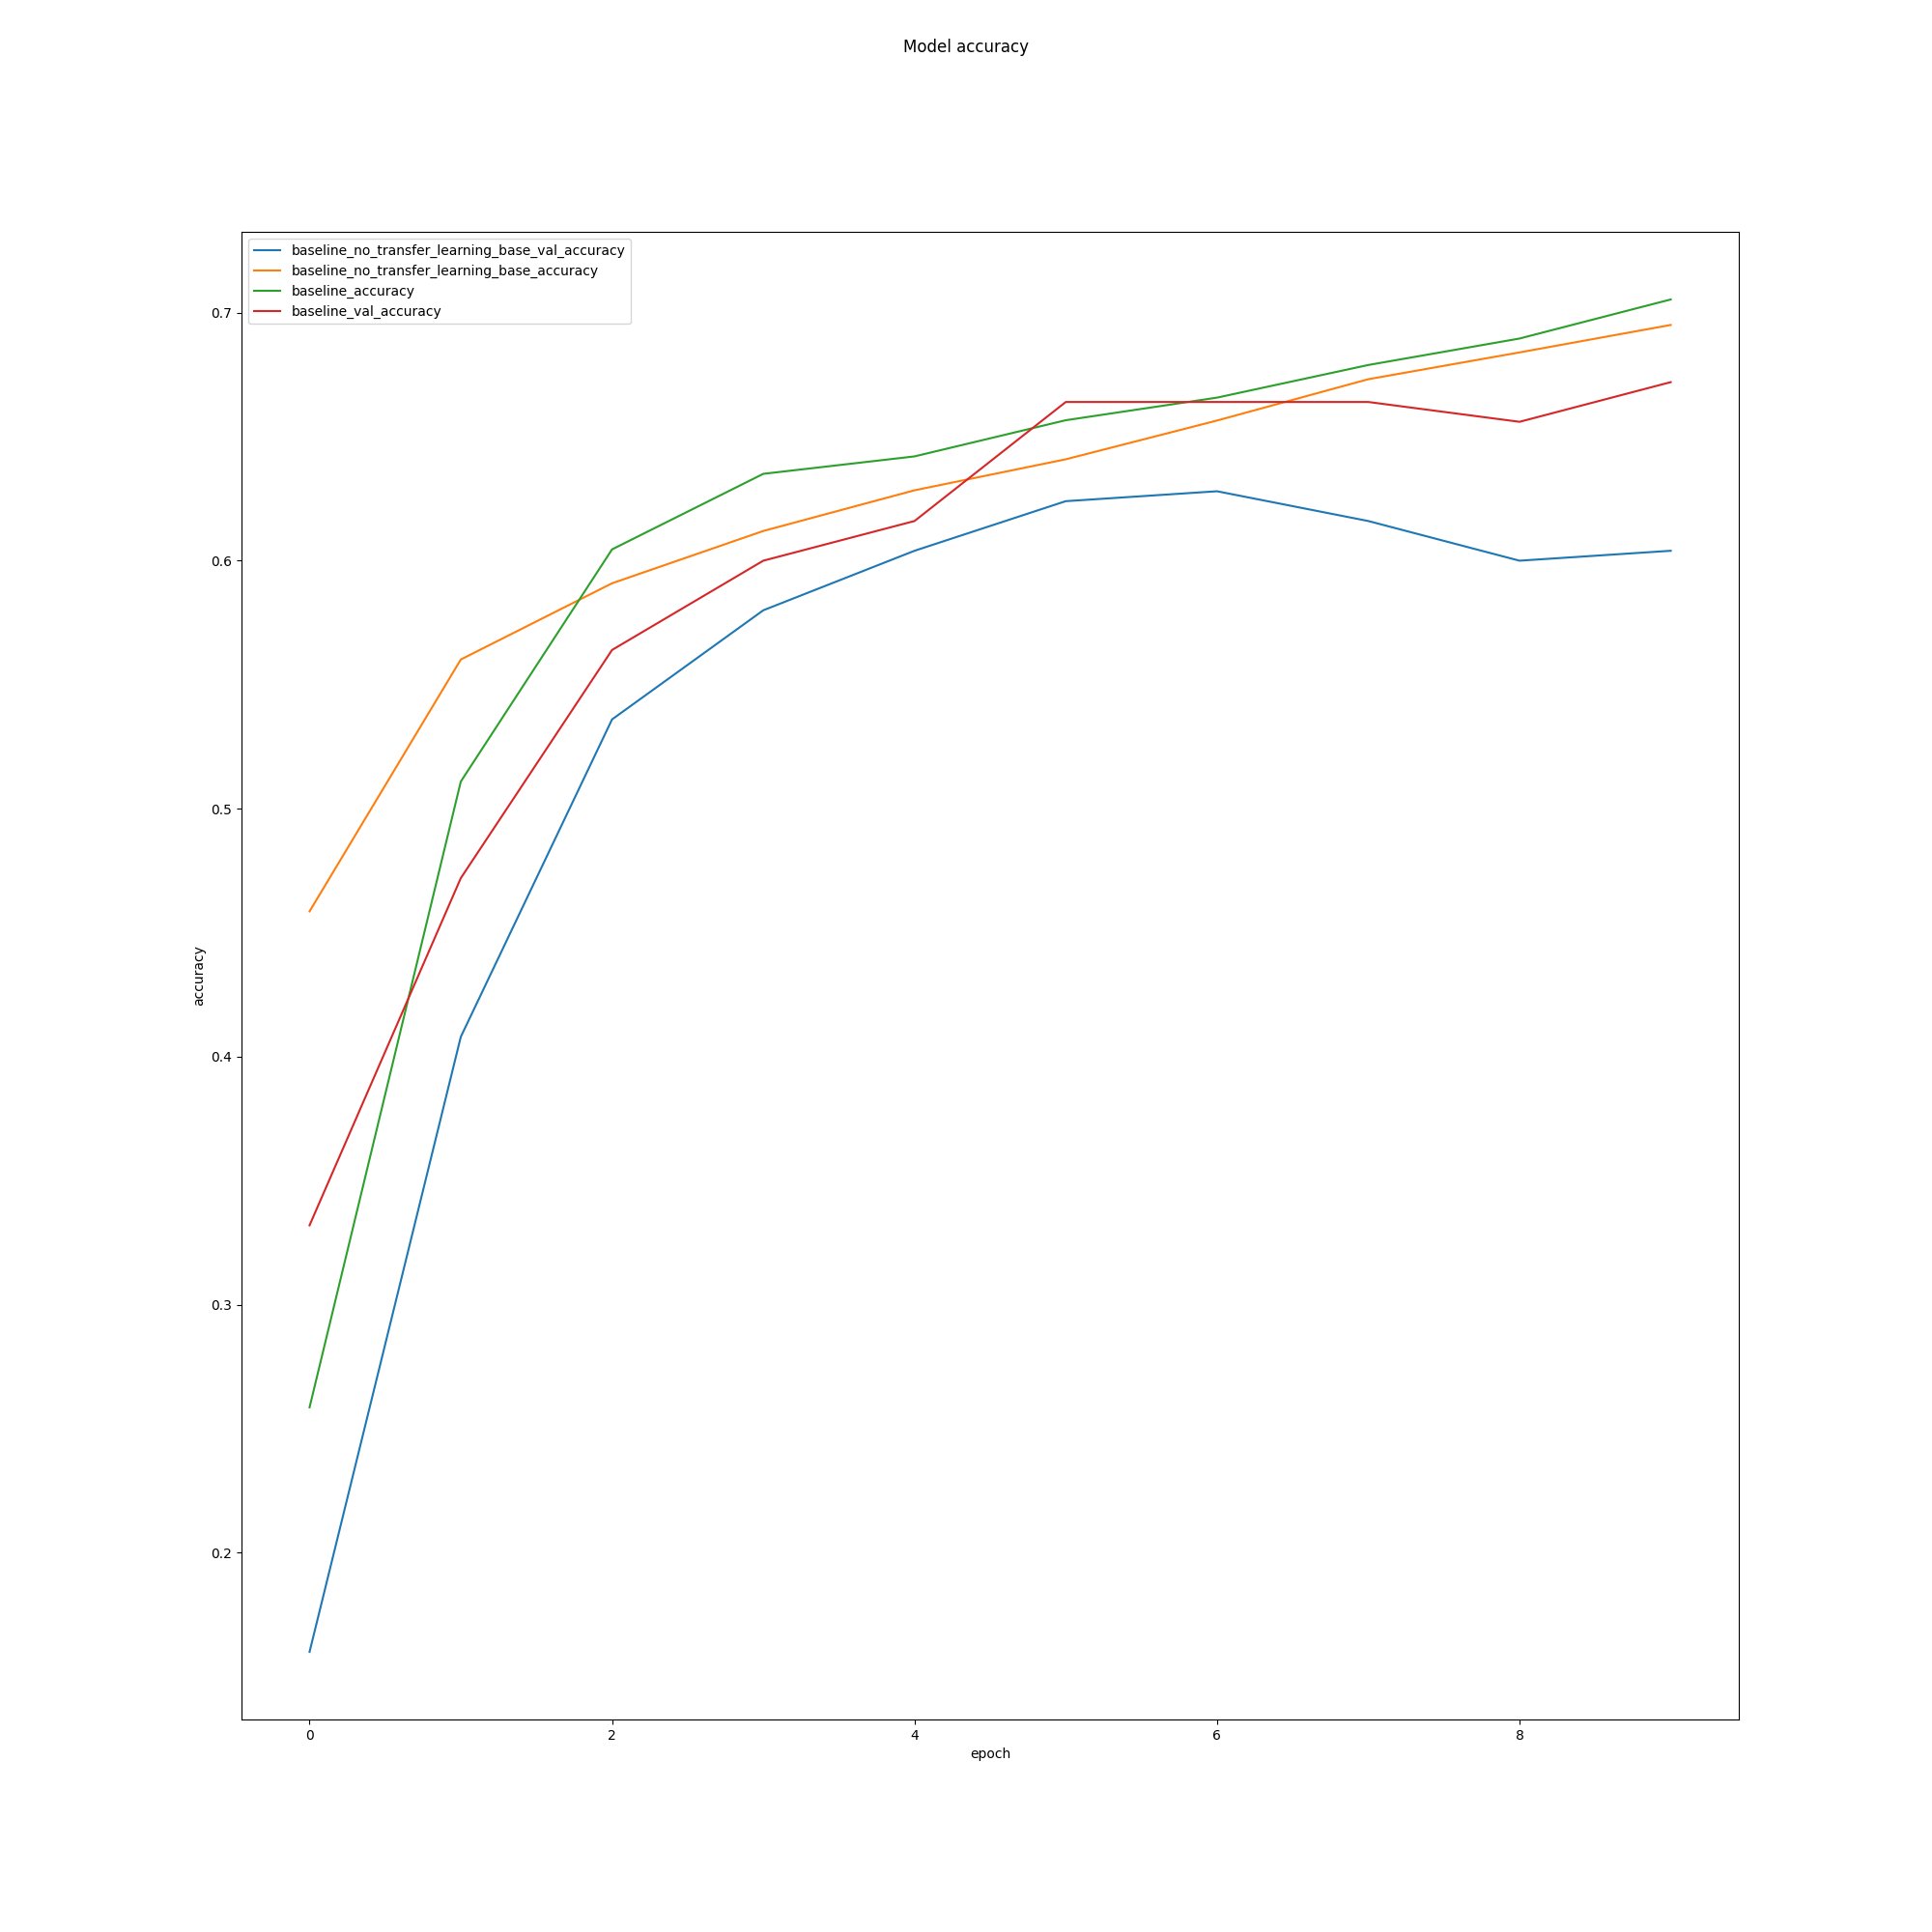 Model accuracy
baseline_no_transfer_learning_base_val_accuracy
baseline_no_transfer_learning_base_accuracy
baseline_accuracy
baseline_val_accuracy
0.7
0.6
0.5
0.4
0.3
0.2
accuracy
0 2 4 6 8
epoch